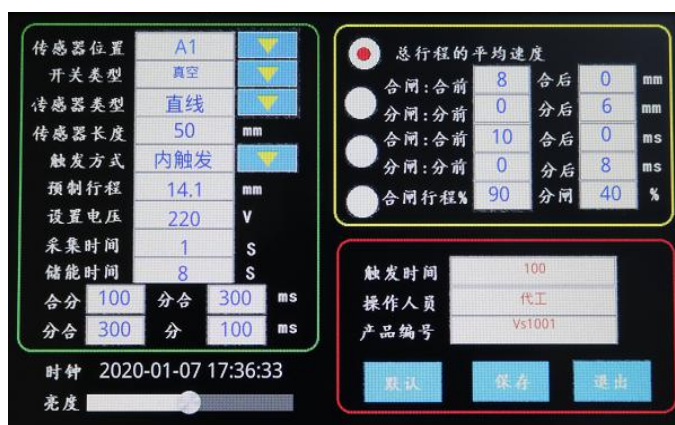 传感器位置 A1
开关类型 真空
传感器类型 直线
传感器长度 50 mm
触发方式 内触发
预制行程 14.1 mm
设置电压 220 V
采集时间 1 S
储能时间 8 S
合分 100 分合 300 ms
分合 300 分 100 ms
时钟 2020-01-07 17:36:33
亮度
总行程的平均速度
合闸:合前 8 合后 0 mm
分闸:分前 0 分后 6 mm
合闸:合前 10 合后 0 ms
分闸:分前 0 分后 8 ms
合闸行程% 90 分闸 40 %
触发时间 100
操作人员 代工
产品编号 Vs1001
默认 保存 退出